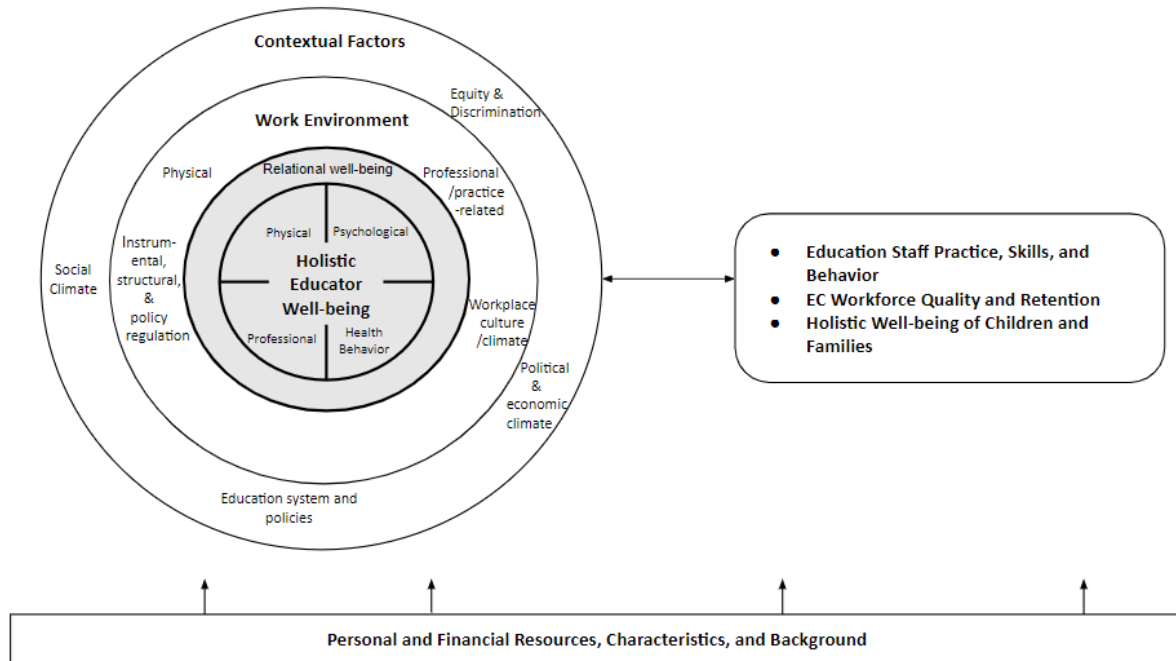 Contextual Factors
Equity &
Discrimination
Work Environment
Physical
Relational well-being
Professional
/practice
-related
Physical
Psychological
Instrum-
ental,
structural,
&
policy
regulation
Social
Climate
Holistic
Educator
Well-being
Professional
Health
Behavior
Workplace
culture
/climate
Political
&
economic
climate
Education system and
policies
● Education Staff Practice, Skills, and
Behavior
● EC Workforce Quality and Retention
● Holistic Well-being of Children and
Families
Personal and Financial Resources, Characteristics, and Background